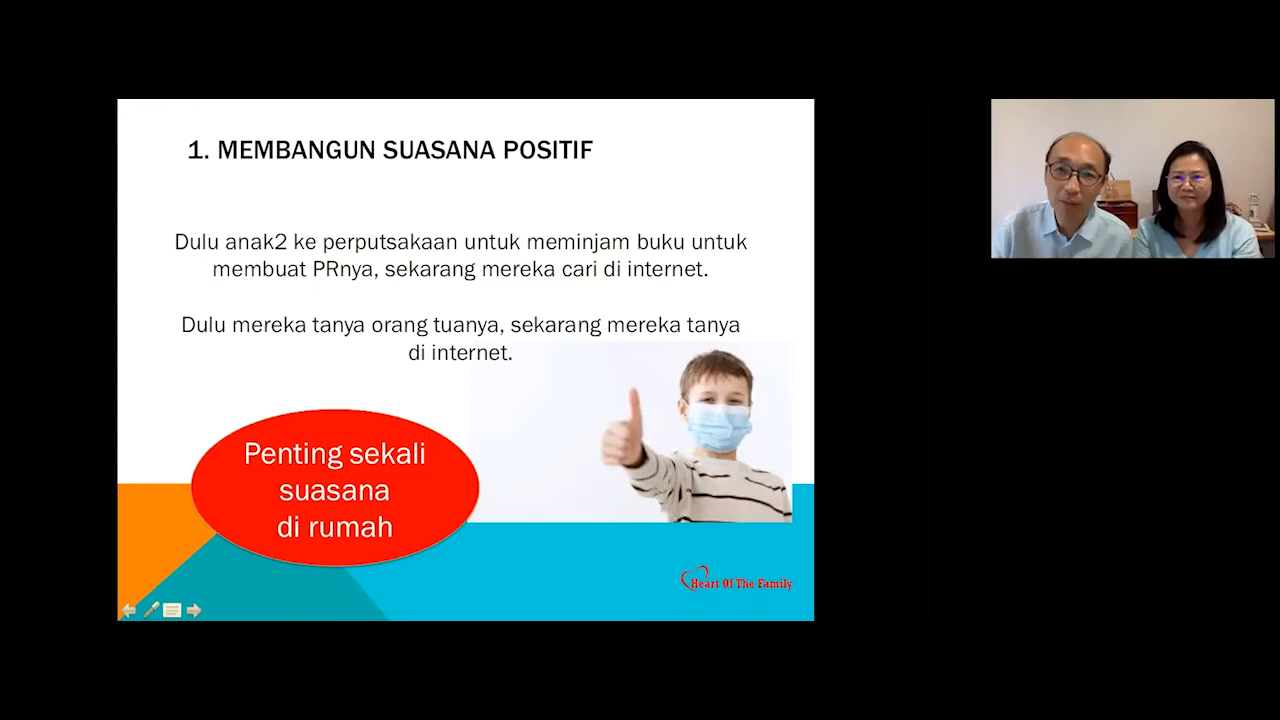 1. MEMBANGUN SUASANA POSITIF
Dulu anak2 ke perputsakaan untuk meminjam buku untuk
membuat PRnya, sekarang mereka cari di internet.
Dulu mereka tanya orang tuanya, sekarang mereka tanya
di internet.
Penting sekali
suasana
di rumah
Heart Of The Family